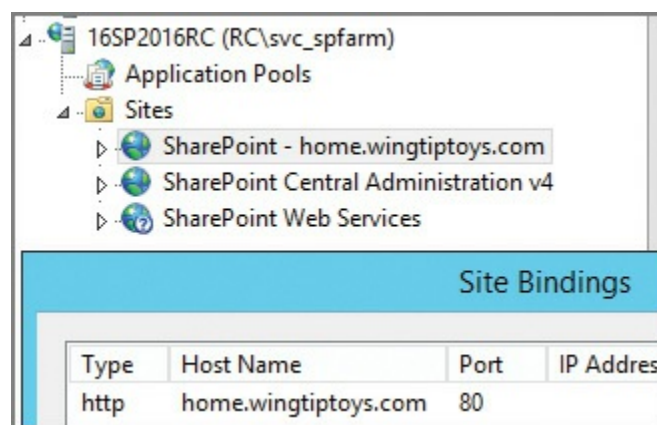 16SP2016RC (RC\svc_spfarm)
Application Pools
Sites
SharePoint - home.wingtiptoys.com
SharePoint Central Administration v4
SharePoint Web Services
Site Bindings
Type Host Name Port IP Addres
http home.wingtiptoys.com 80